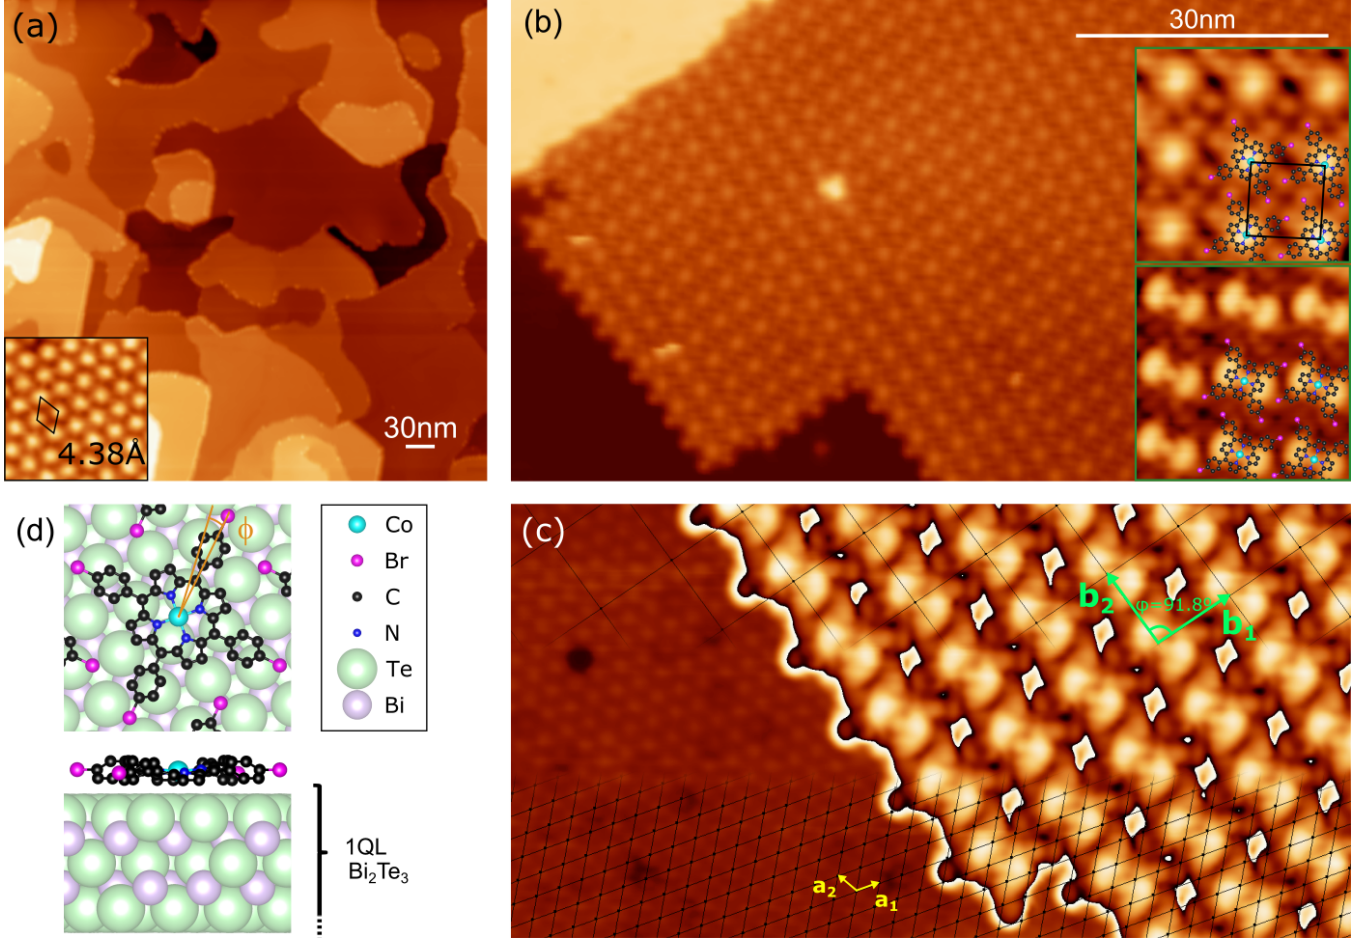 (a)
30nm
4.38Å
(b)
30nm
(d)
ϕ
Co
Br
C
N
Te
Bi
1QL
Bi₂Te₃
(c)
b₂
φ=91.89
b₁
a₂
a₁